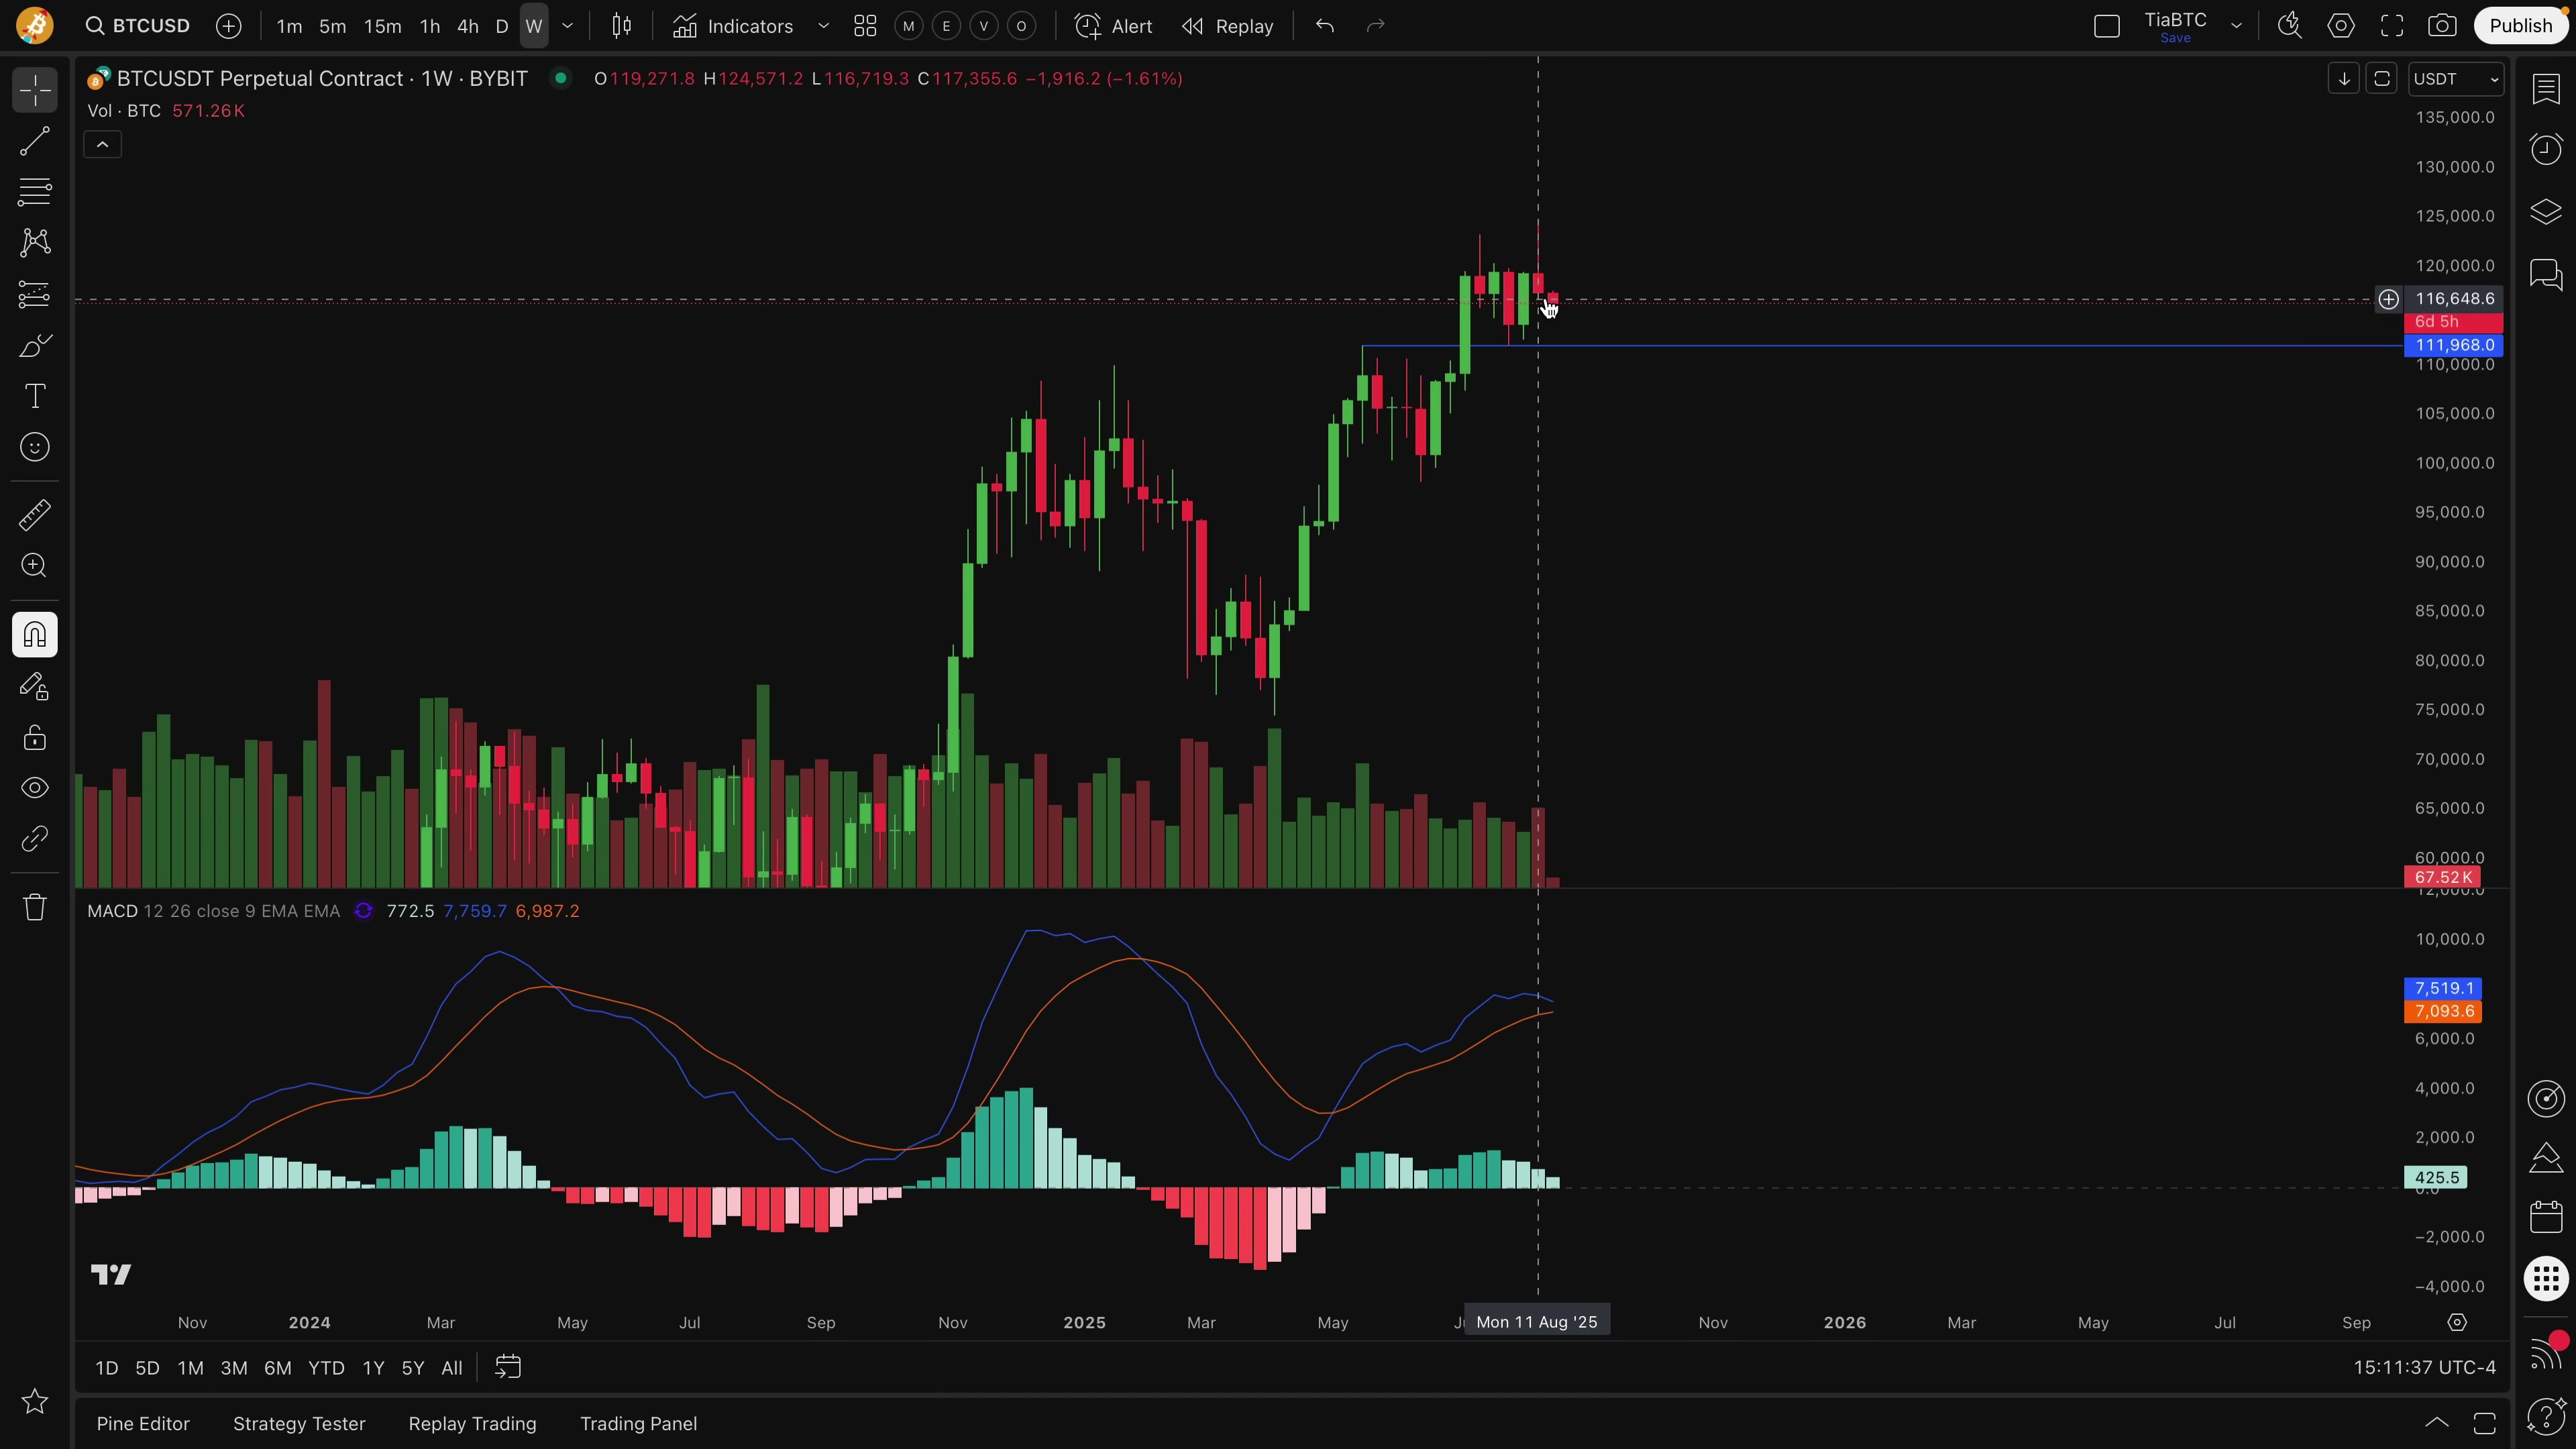 BTCUSD
1m 5m 15m 1h 4h D W
Indicators
M E V O
Alert
Replay
TiaBTC
Save
Publish
BTCUSDT Perpetual Contract · 1W · BYBIT
O119,271.8 H124,571.2 L116,719.3 C117,355.6 −1,916.2 (−1.61%)
USDT
Vol · BTC 571.26K
135,000.0
130,000.0
125,000.0
120,000.0
116,648.6
6d 5h
111,968.0
110,000.0
105,000.0
100,000.0
95,000.0
90,000.0
85,000.0
80,000.0
75,000.0
70,000.0
65,000.0
60,000.0
67.52K
MACD 12 26 close 9 EMA EMA 772.5 7,759.7 6,987.2
10,000.0
7,519.1
7,093.6
6,000.0
4,000.0
2,000.0
425.5
−2,000.0
−4,000.0
Nov 2024 Mar May Jul Sep Nov 2025 Mar May Mon 11 Aug '25 Nov 2026 Mar May Jul Sep
1D 5D 1M 3M 6M YTD 1Y 5Y All
15:11:37 UTC-4
Pine Editor Strategy Tester Replay Trading Trading Panel